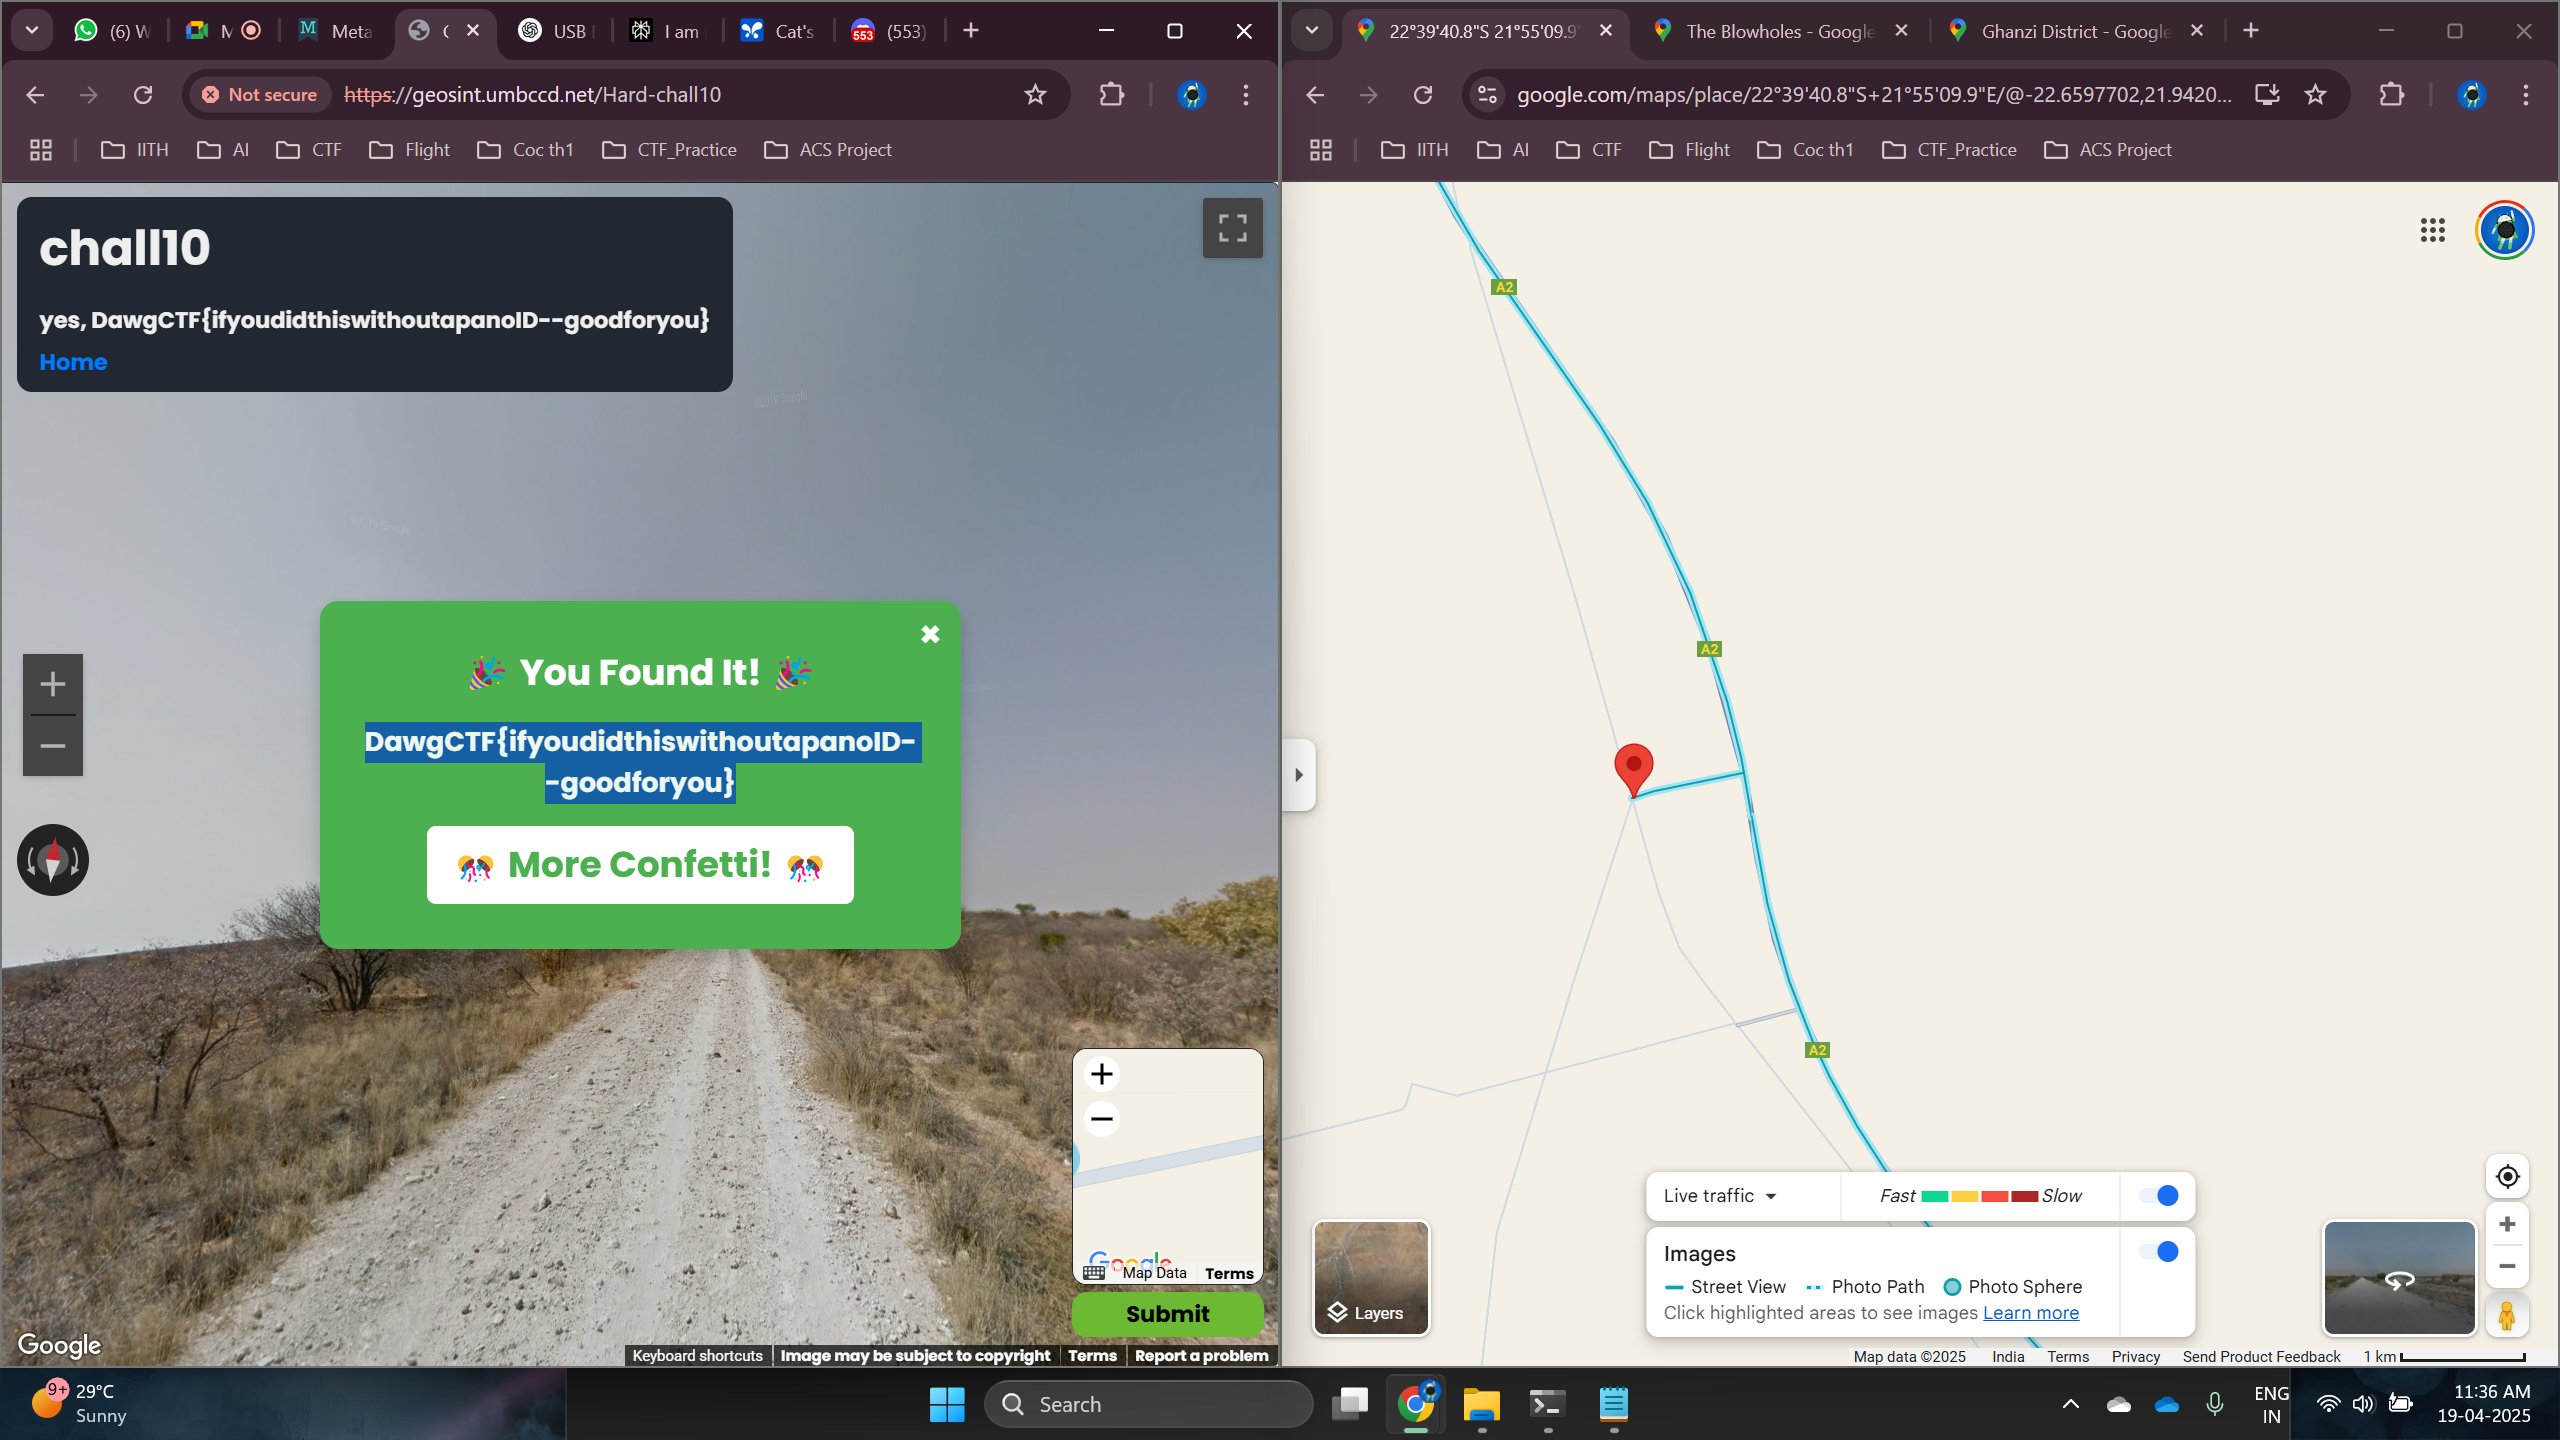 (6) W
M
Meta
USB
I am
Cat's
553
(553)
Not secure
https://geosint.umbccd.net/Hard-chall10
IITH
AI
CTF
Flight
Coc th1
CTF_Practice
ACS Project
chall10
yes, DawgCTF{ifyoudidthiswithoutapanoID--goodforyou}
Home
©2019 Google
©2019 Google
You Found It!
DawgCTF{ifyoudidthiswithoutapanoID-
-goodforyou}
More Confetti!
Google
Map Data
Terms
Submit
Google
Keyboard shortcuts
Image may be subject to copyright
Terms
Report a problem
22°39'40.8"S 21°55'09.9"
The Blowholes - Google
Ghanzi District - Google
google.com/maps/place/22°39'40.8"S+21°55'09.9"E/@-22.6597702,21.9420...
IITH
AI
CTF
Flight
Coc th1
CTF_Practice
ACS Project
A2
A2
A2
Live traffic
Fast
Slow
Images
Street View
Photo Path
Photo Sphere
Click highlighted areas to see images Learn more
Layers
Map data ©2025
India
Terms
Privacy
Send Product Feedback
1 km
9+
29°C
Sunny
Search
ENG
IN
11:36 AM
19-04-2025